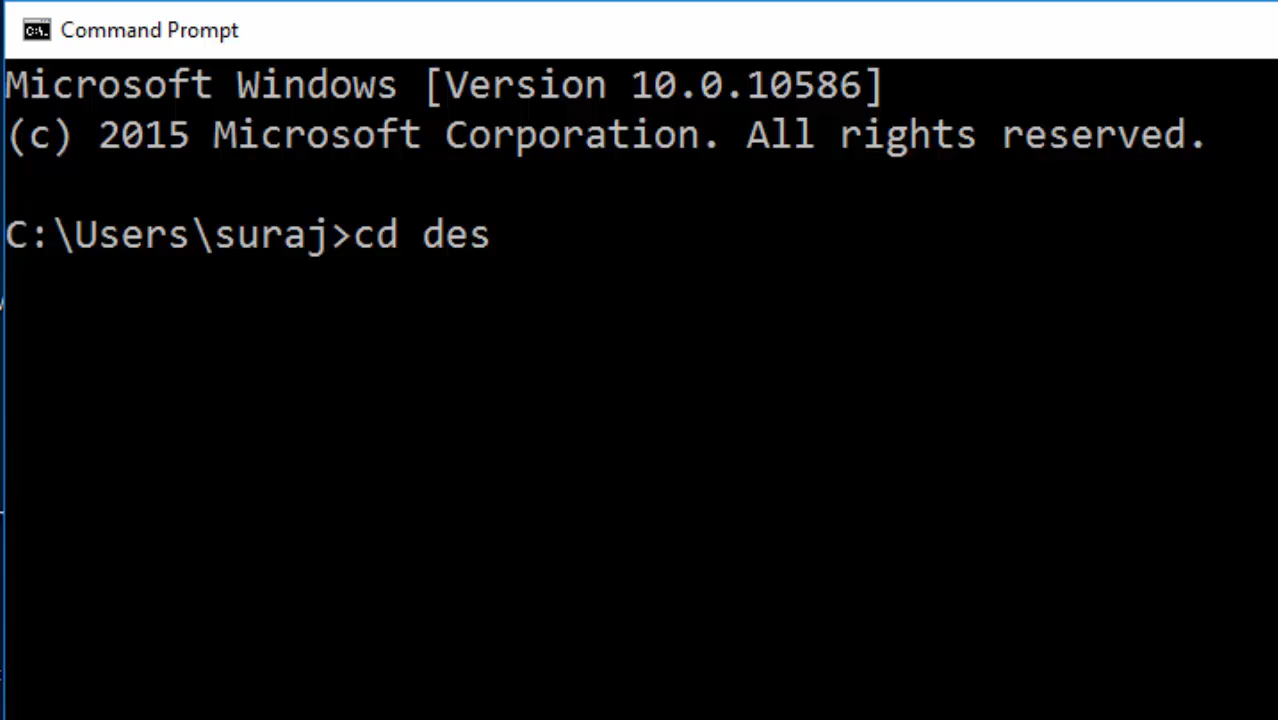 Command Prompt
Microsoft Windows [Version 10.0.10586]
(c) 2015 Microsoft Corporation. All rights reserved.
C:\Users\suraj>cd des